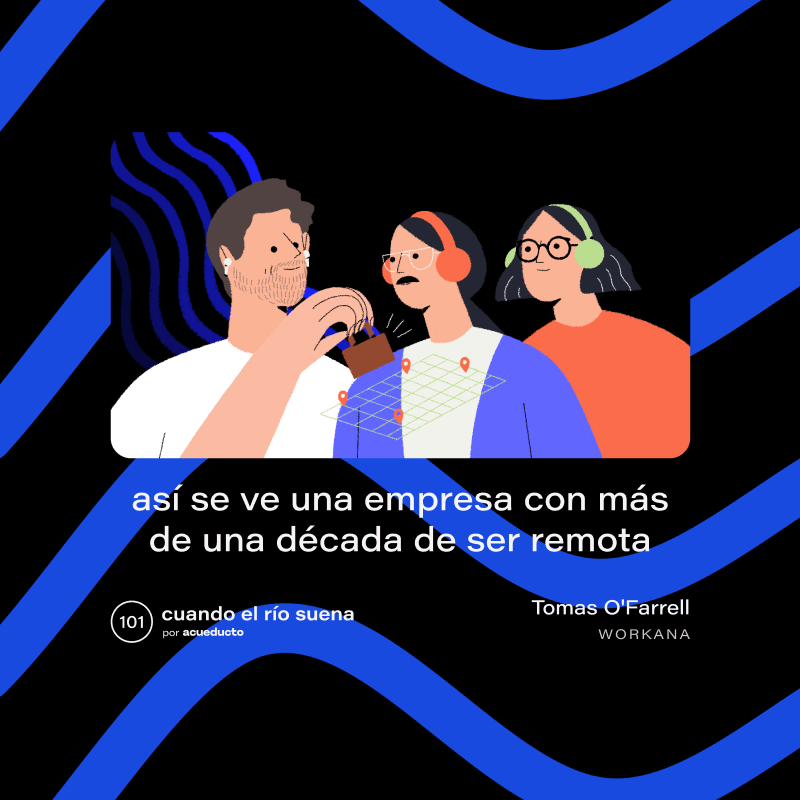 así se ve una empresa con más
de una década de ser remota
101
cuando el río suena
por acueducto
Tomas O'Farrell
WORKANA